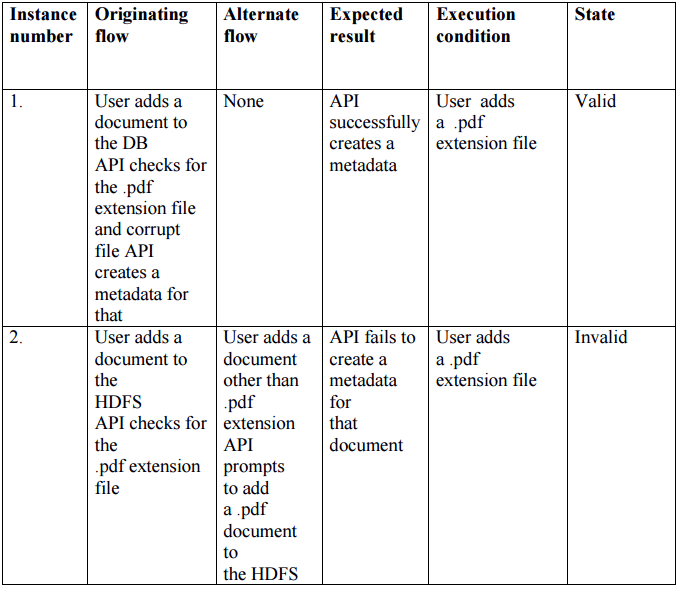 Instance number
Originating flow
Alternate flow
Expected result
Execution condition
State
1.
User adds a
document to
the DB
API checks for
the .pdf
extension file
and corrupt
file API
creates a
metadata for
that
None
API
successfully
creates a
metadata
User adds
a .pdf
extension file
Valid
2.
User adds a
document to
the
HDFS
API checks for
the
.pdf extension
file
User adds a
document
other than
.pdf
extension
API
prompts
to add
a .pdf
document
to
the HDFS
API fails to
create a
metadata
for
that
document
User adds
a .pdf
extension file
Invalid